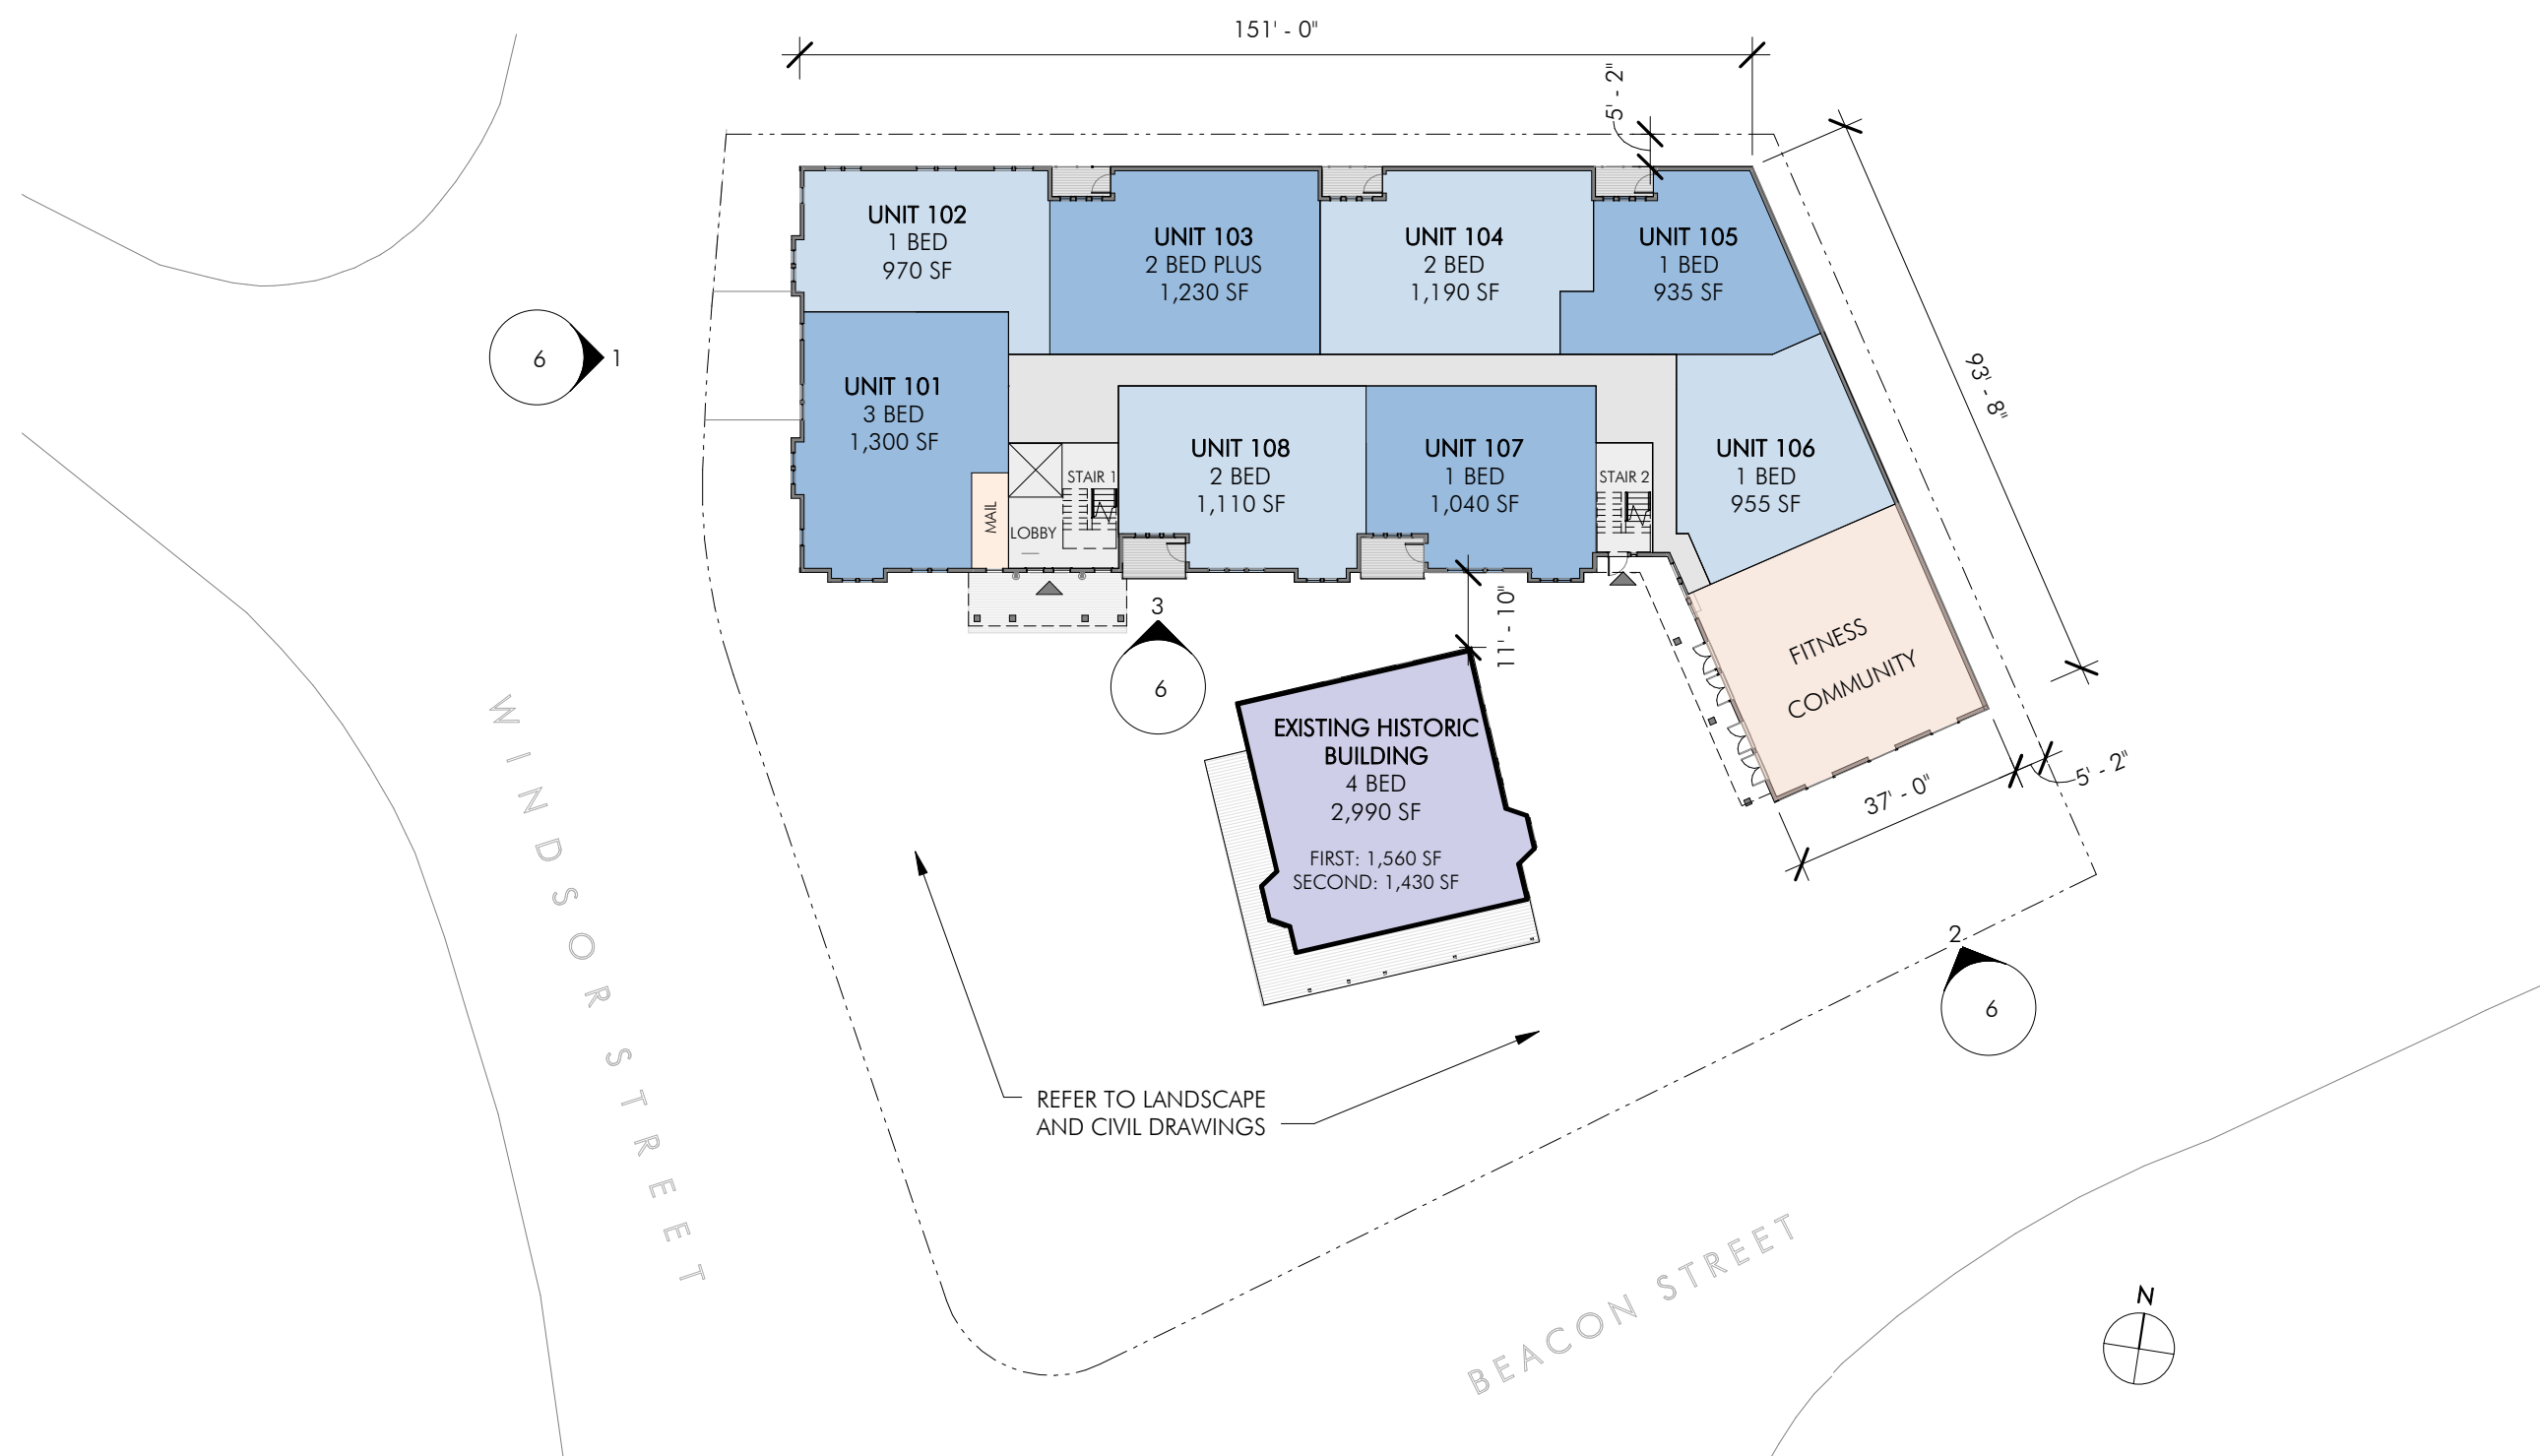 151' - 0"
5' - 2"
UNIT 102
1 BED
970 SF
UNIT 103
2 BED PLUS
1,230 SF
UNIT 104
2 BED
1,190 SF
UNIT 105
1 BED
935 SF
93' - 8"
6
1
UNIT 101
3 BED
1,300 SF
MAIL
LOBBY
STAIR 1
UNIT 108
2 BED
1,110 SF
UNIT 107
1 BED
1,040 SF
STAIR 2
UNIT 106
1 BED
955 SF
3
6
11' - 10"
FITNESS
COMMUNITY
EXISTING HISTORIC
BUILDING
4 BED
2,990 SF
FIRST: 1,560 SF
SECOND: 1,430 SF
37' - 0"
5' - 2"
2
6
WINDSOR STREET
REFER TO LANDSCAPE
AND CIVIL DRAWINGS
BEACON STREET
N